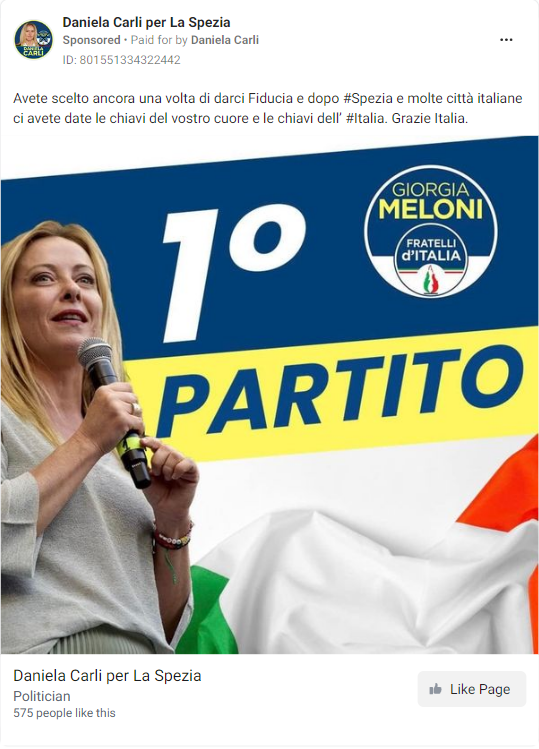 Daniela Carli per La Spezia
Sponsored • Paid for by Daniela Carli
ID: 801551334322442
Avete scelto ancora una volta di darci Fiducia e dopo #Spezia e molte città italiane
ci avete date le chiavi del vostro cuore e le chiavi dell’ #Italia. Grazie Italia.
GIORGIA
MELONI
FRATELLI
d'ITALIA
1º
PARTITO
Daniela Carli per La Spezia
Politician
575 people like this
Like Page